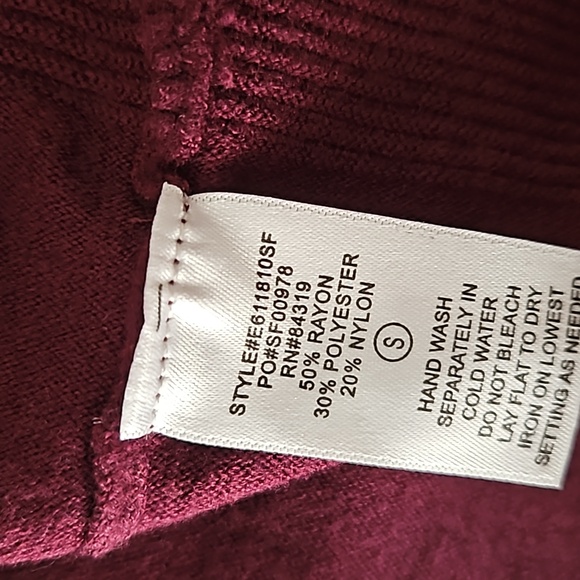 STYLE#E611810SF
PO#SF00978
RN#84319
50% RAYON
30% POLYESTER
20% NYLON
S
HAND WASH
SEPARATELY IN
COLD WATER
DO NOT BLEACH
LAY FLAT TO DRY
IRON ON LOWEST
SETTING AS NEEDED